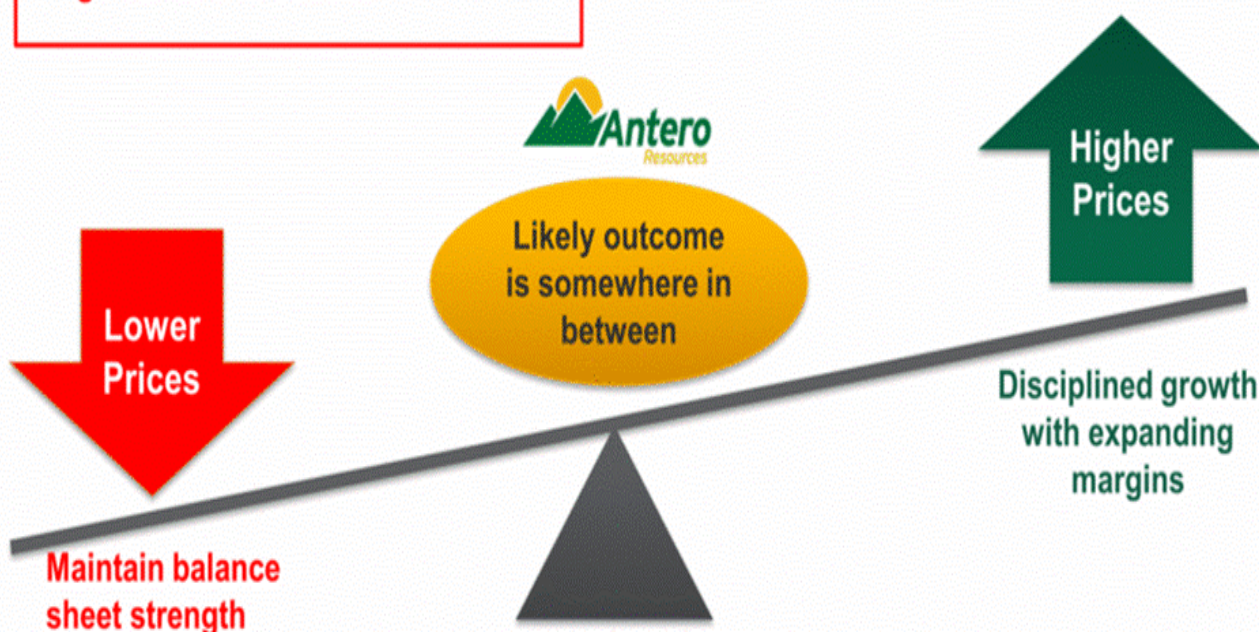 Antero
Resources
Likely outcome
is somewhere in
between
Lower
Prices
Maintain balance
sheet strength
Higher
Prices
Disciplined growth
with expanding
margins